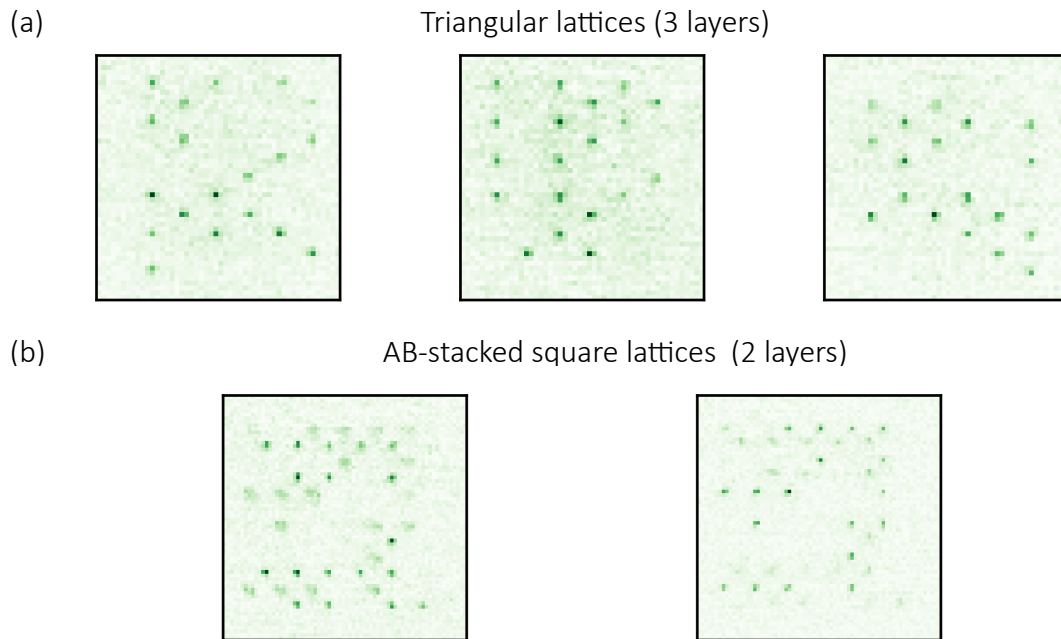 (a) Triangular lattices (3 layers)
(b) AB-stacked square lattices (2 layers)